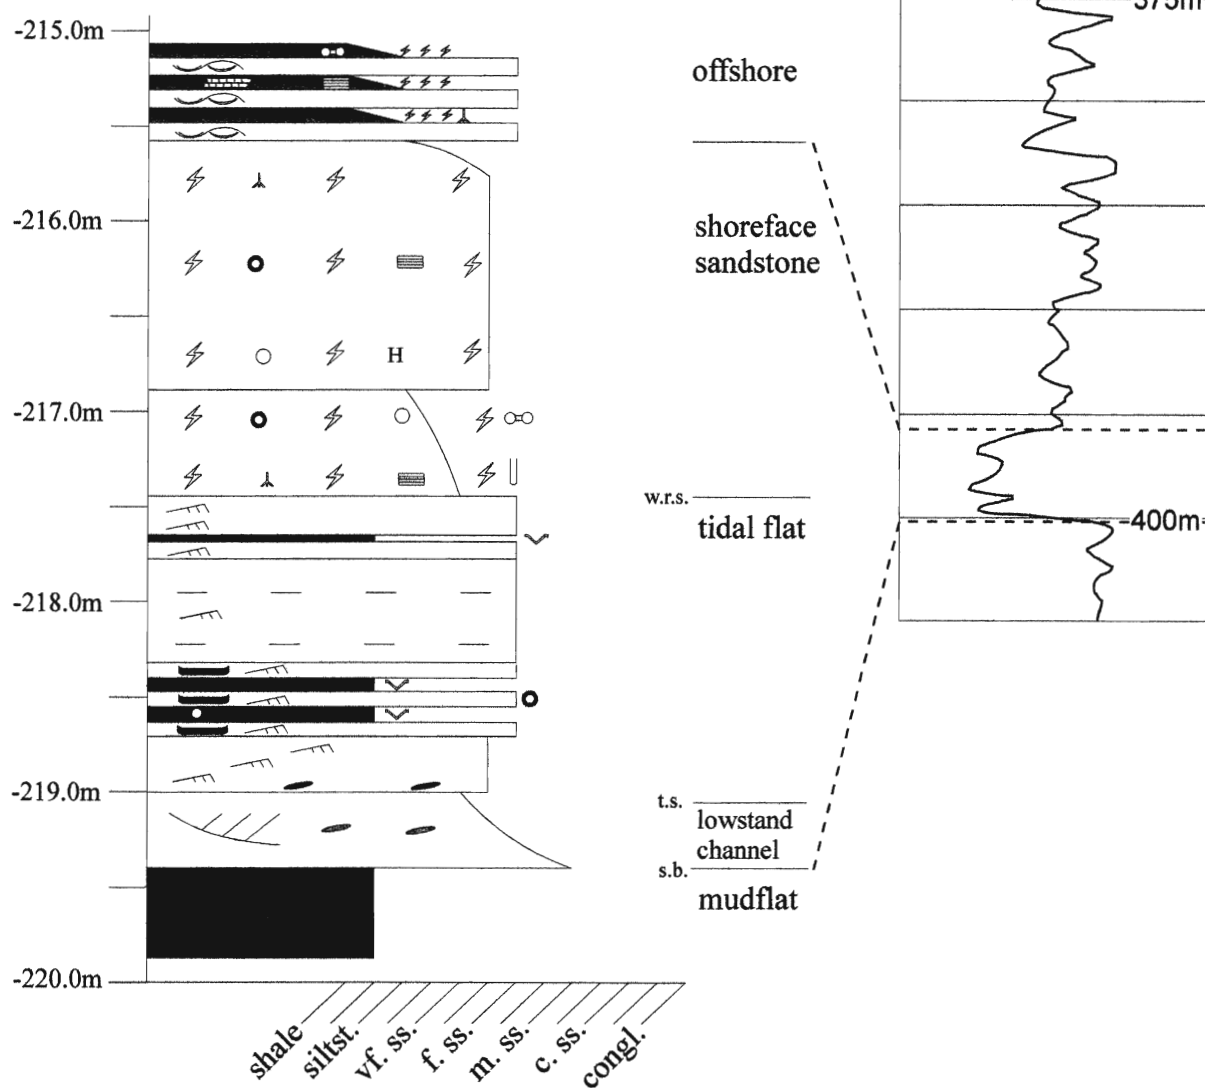 -215.0m
-216.0m
-217.0m
-218.0m
-219.0m
-220.0m
H
shale
siltst.
vf. ss.
f. ss.
m. ss.
c. ss.
congl.
offshore
shoreface
sandstone
w.r.s.
tidal flat
t.s.
lowstand
channel
s.b.
mudflat
375m
400m